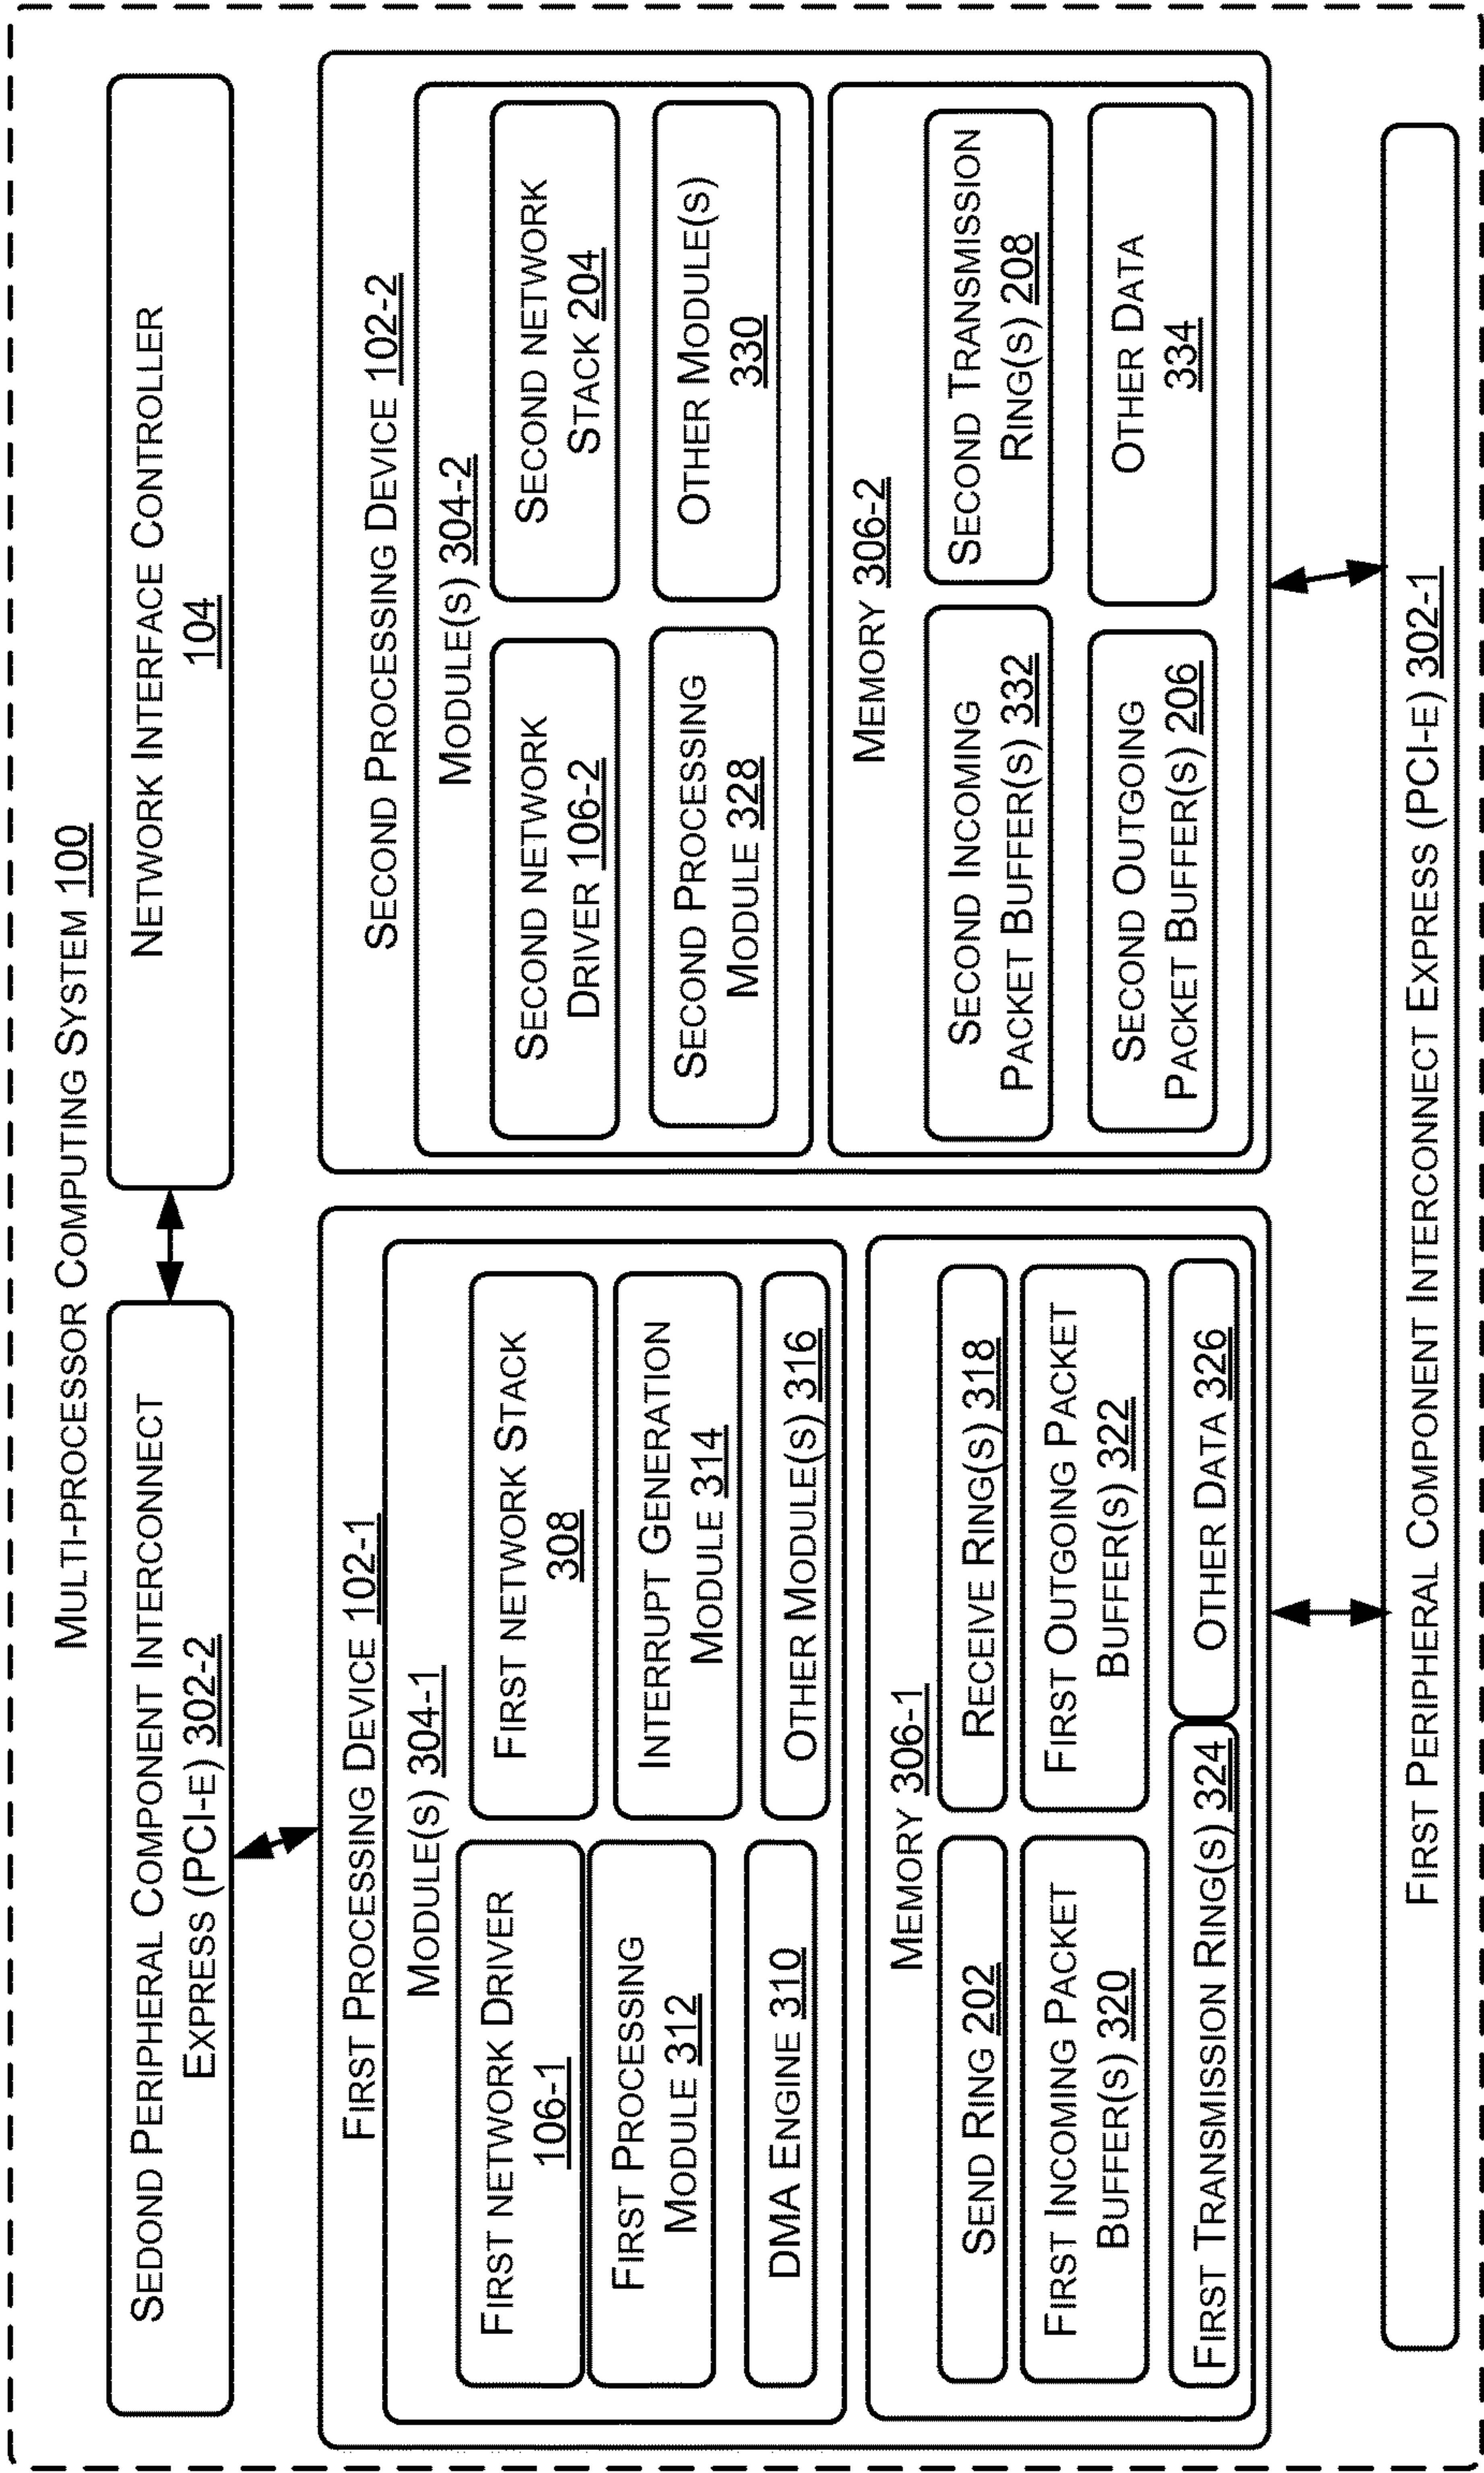 MULTI-PROCESSOR COMPUTING SYSTEM 100
SEDOND PERIPHERAL COMPONENT INTERCONNECT
EXPRESS (PCI-E) 302-2
NETWORK INTERFACE CONTROLLER
104
FIRST PROCESSING DEVICE 102-1
MODULE(S) 304-1
FIRST NETWORK DRIVER
106-1
FIRST NETWORK STACK
308
FIRST PROCESSING
MODULE 312
INTERRUPT GENERATION
MODULE 314
DMA ENGINE 310
OTHER MODULE(S) 316
MEMORY 306-1
SEND RING 202
RECEIVE RING(S) 318
FIRST INCOMING PACKET
BUFFER(S) 320
FIRST OUTGOING PACKET
BUFFER(S) 322
FIRST TRANSMISSION RING(S) 324
OTHER DATA 326
SECOND PROCESSING DEVICE 102-2
MODULE(S) 304-2
SECOND NETWORK
DRIVER 106-2
SECOND NETWORK
STACK 204
SECOND PROCESSING
MODULE 328
OTHER MODULE(S)
330
MEMORY 306-2
SECOND INCOMING
PACKET BUFFER(S) 332
SECOND TRANSMISSION
RING(S) 208
SECOND OUTGOING
PACKET BUFFER(S) 206
OTHER DATA
334
FIRST PERIPHERAL COMPONENT INTERCONNECT EXPRESS (PCI-E) 302-1